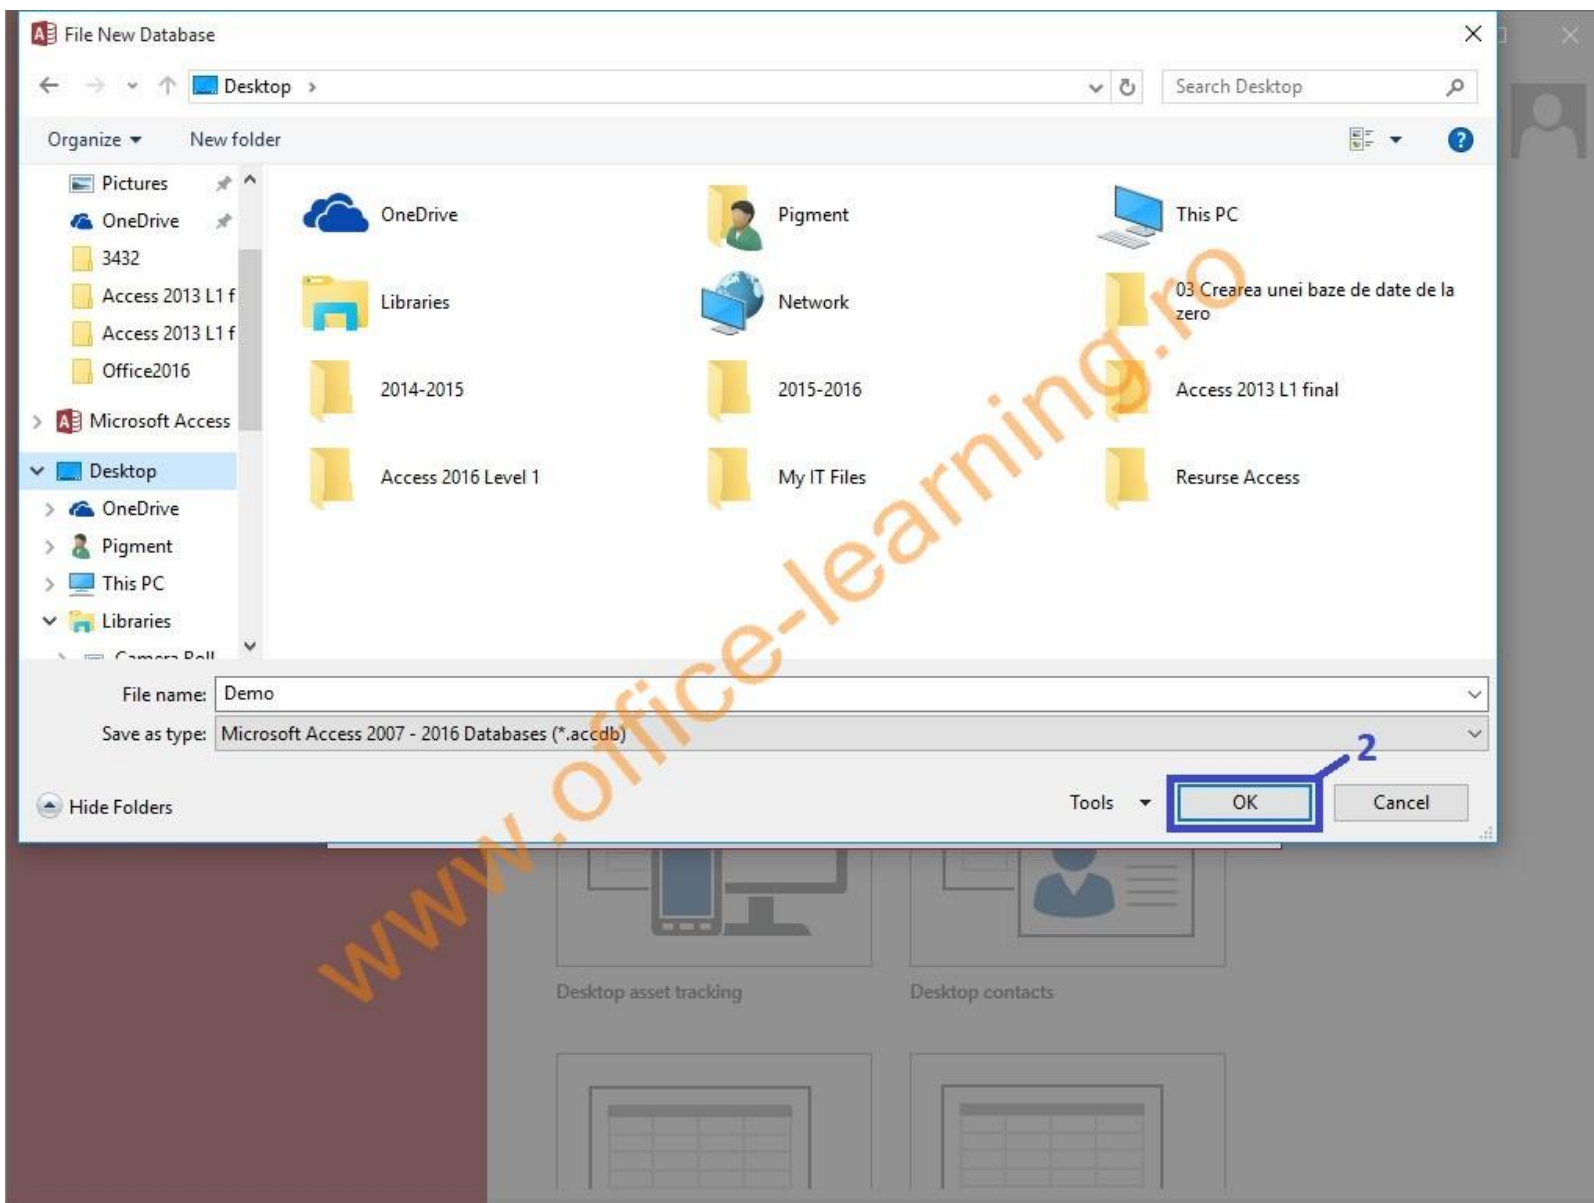 File New Database
Desktop
Search Desktop
Organize
New folder
Pictures
OneDrive
3432
Access 2013 L1 f
Access 2013 L1 f
Office2016
Microsoft Access
Desktop
OneDrive
Pigment
This PC
Libraries
Camera Roll
OneDrive
Pigment
This PC
Libraries
Network
03 Crearea unei baze de date de la
zero
2014-2015
2015-2016
Access 2013 L1 final
Access 2016 Level 1
My IT Files
Resurse Access
File name: Demo
Save as type: Microsoft Access 2007 - 2016 Databases (*.accdb)
2
Hide Folders
Tools
OK
Cancel
www.office-learning.ro
Desktop asset tracking
Desktop contacts